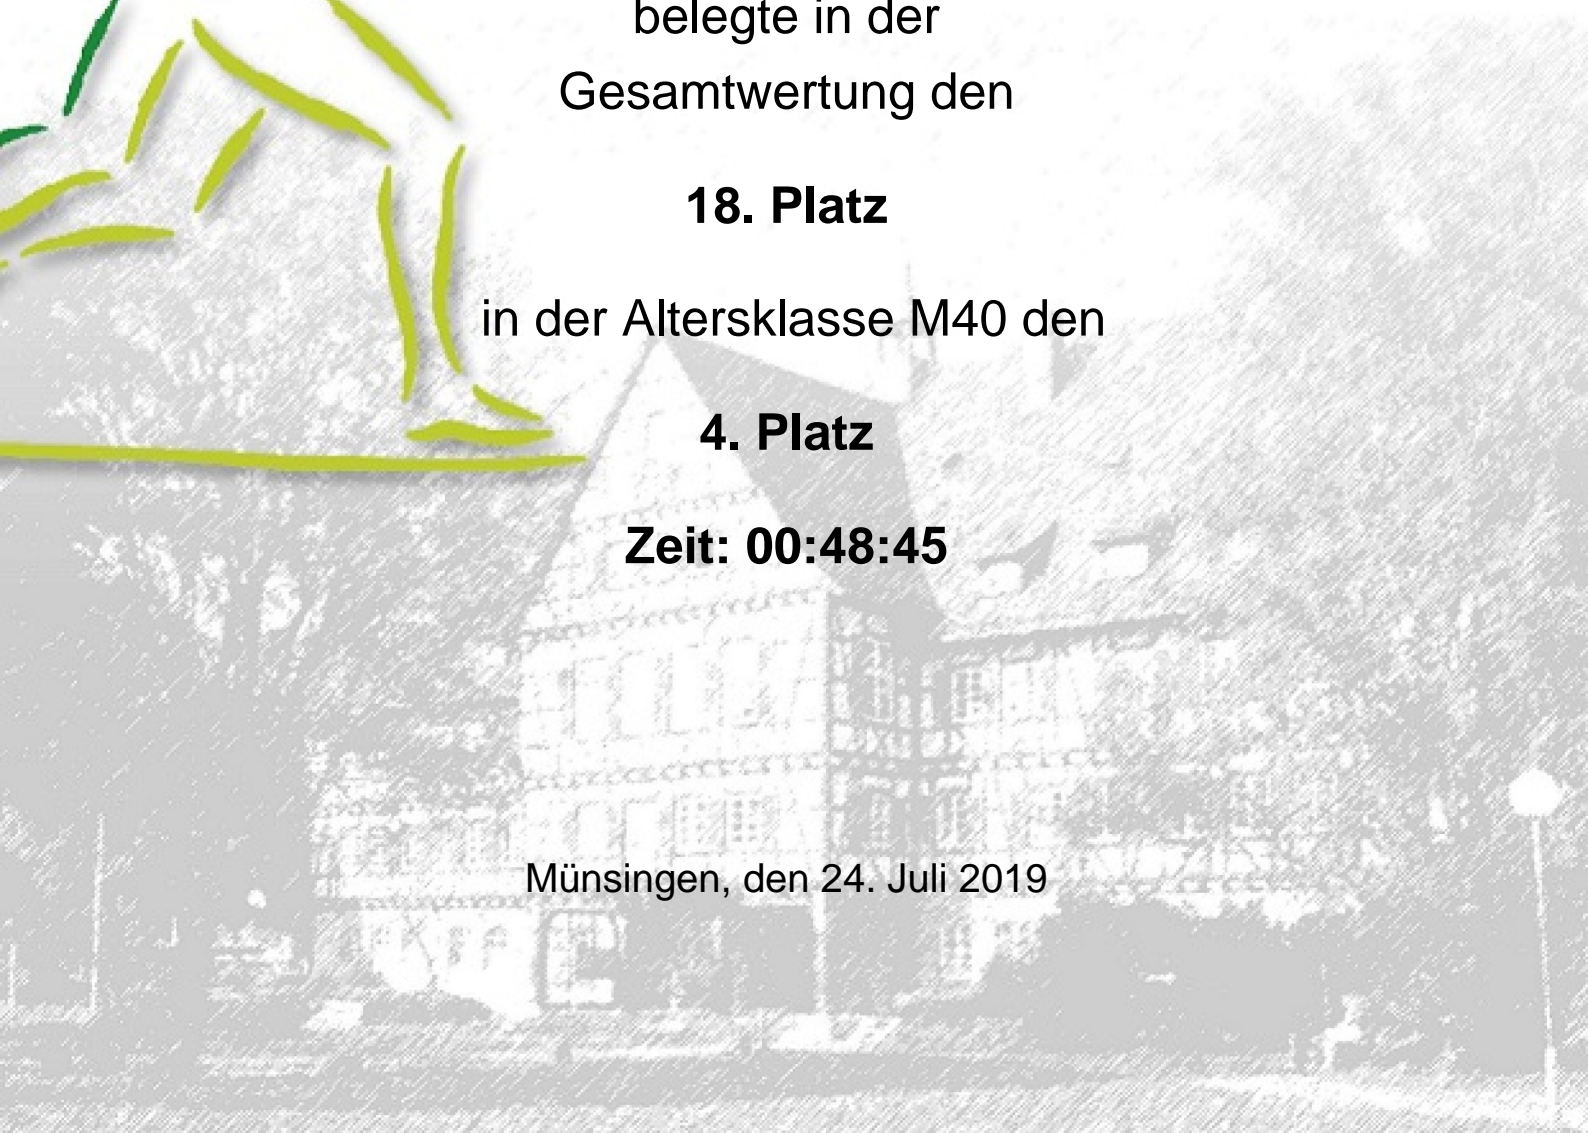 belegte in der
Gesamtwertung den
18. Platz
in der Altersklasse M40 den
4. Platz
Zeit: 00:48:45
Münsingen, den 24. Juli 2019